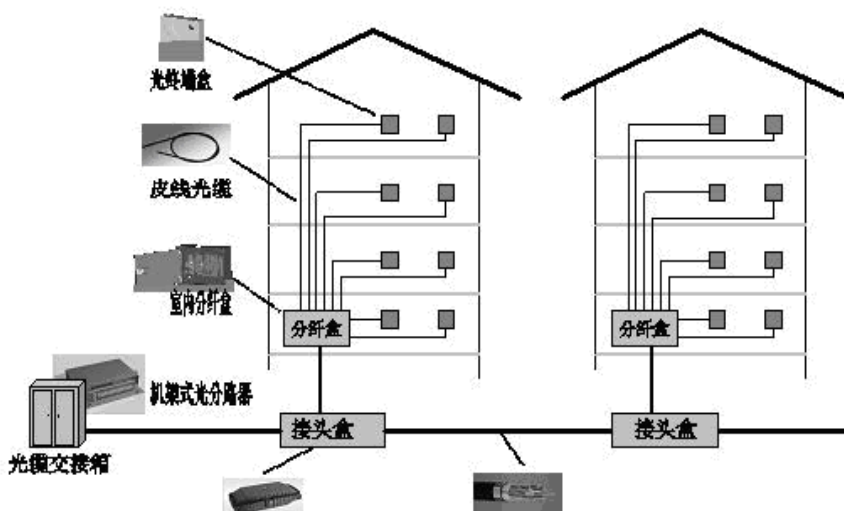 光终端盒
皮线光缆
室内分纤盒
分纤盒
分纤盒
机架式光分路器
接头盒
接头盒
光缆交接箱